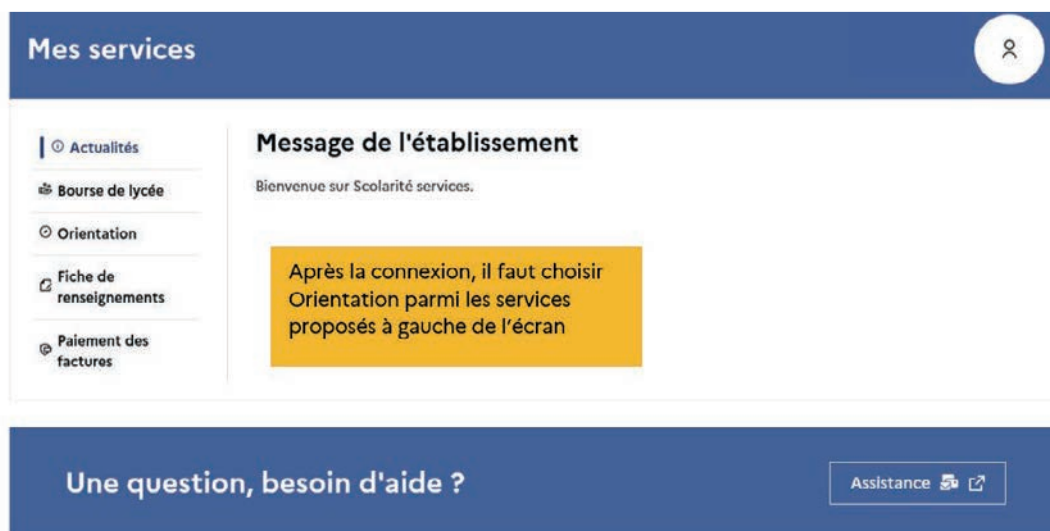 Mes services
Actualités
Bourse de lycée
Orientation
Fiche de
renseignements
Paiement des
factures
Message de l'établissement
Bienvenue sur Scolarité services.
Après la connexion, il faut choisir
Orientation parmi les services
proposés à gauche de l'écran
Une question, besoin d'aide ?
Assistance